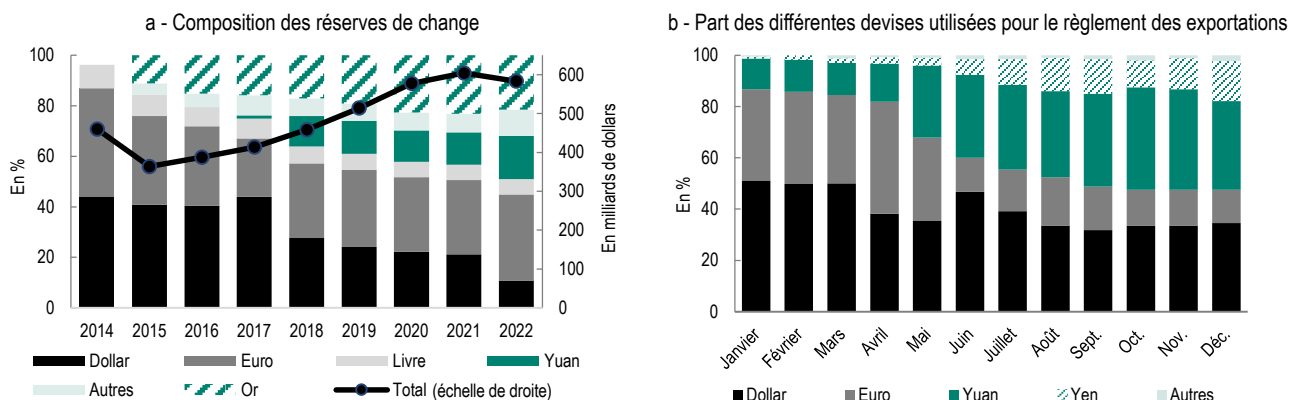 a - Composition des réserves de change
b - Part des différentes devises utilisées pour le règlement des exportations
En %
100
80
60
40
20
0
600
500
400
300
200
100
0
En milliards de dollars
2014 2015 2016 2017 2018 2019 2020 2021 2022
Dollar Euro Livre Yuan
Autres Or Total (échelle de droite)
En %
100
80
60
40
20
0
Janvier Février Mars Avril Mai Juin Juillet Août Sept. Oct. Nov. Déc.
Dollar Euro Yuan Yen Autres